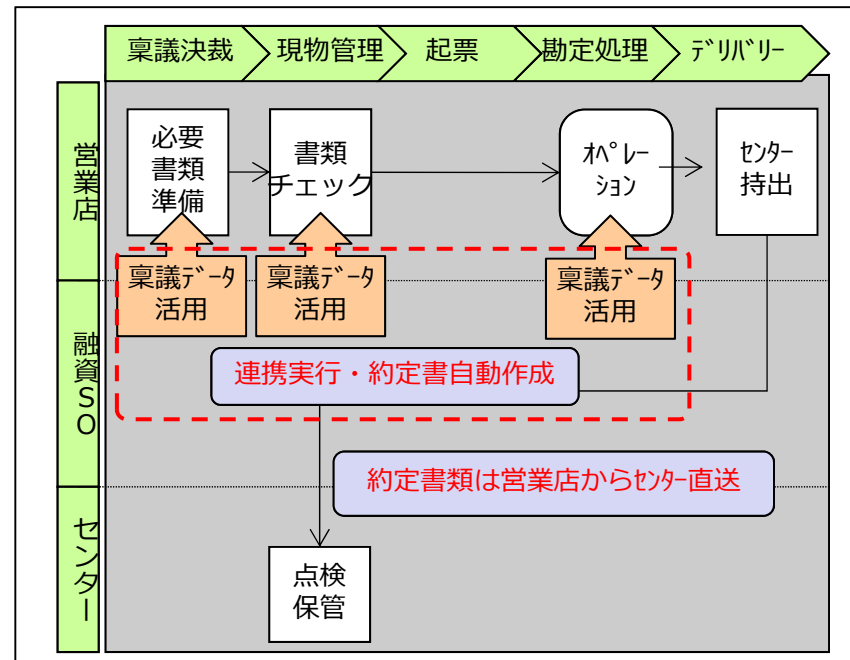 稟議決裁
現物管理
起票
勘定処理
ﾃﾞﾘﾊﾞﾘｰ
営業店
必要
書類
準備
書類
チェック
ｵﾍﾟﾚｰ
ｼｮﾝ
ｾﾝﾀｰ
持出
稟議ﾃﾞｰﾀ
活用
稟議ﾃﾞｰﾀ
活用
稟議ﾃﾞｰﾀ
活用
融資SO
連携実行・約定書自動作成
約定書類は営業店からｾﾝﾀｰ直送
センター
点検
保管